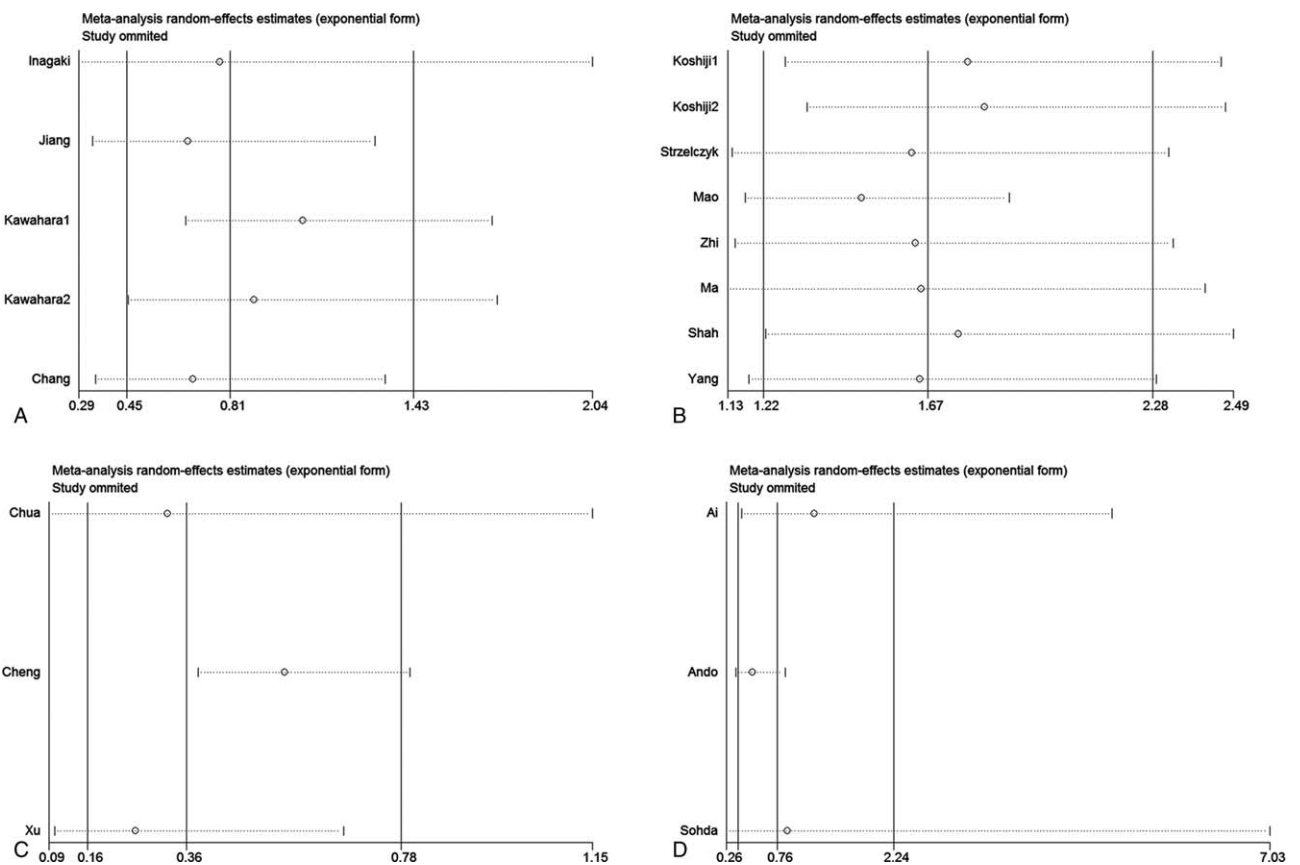 Meta-analysis random-effects estimates (exponential form)
Study ommited
Inagaki
Jiang
Kawahara1
Kawahara2
Chang
0.29 0.45 0.81 1.43 2.04
A
Meta-analysis random-effects estimates (exponential form)
Study ommited
Koshiji1
Koshiji2
Strzelczyk
Mao
Zhi
Ma
Shah
Yang
1.13 1.22 1.67 2.28 2.49
B
Meta-analysis random-effects estimates (exponential form)
Study ommited
Chua
Cheng
Xu
0.09 0.16 0.36 0.78 1.15
C
Meta-analysis random-effects estimates (exponential form)
Study ommited
Ai
Ando
Sohda
0.26 0.76 2.24 7.03
D